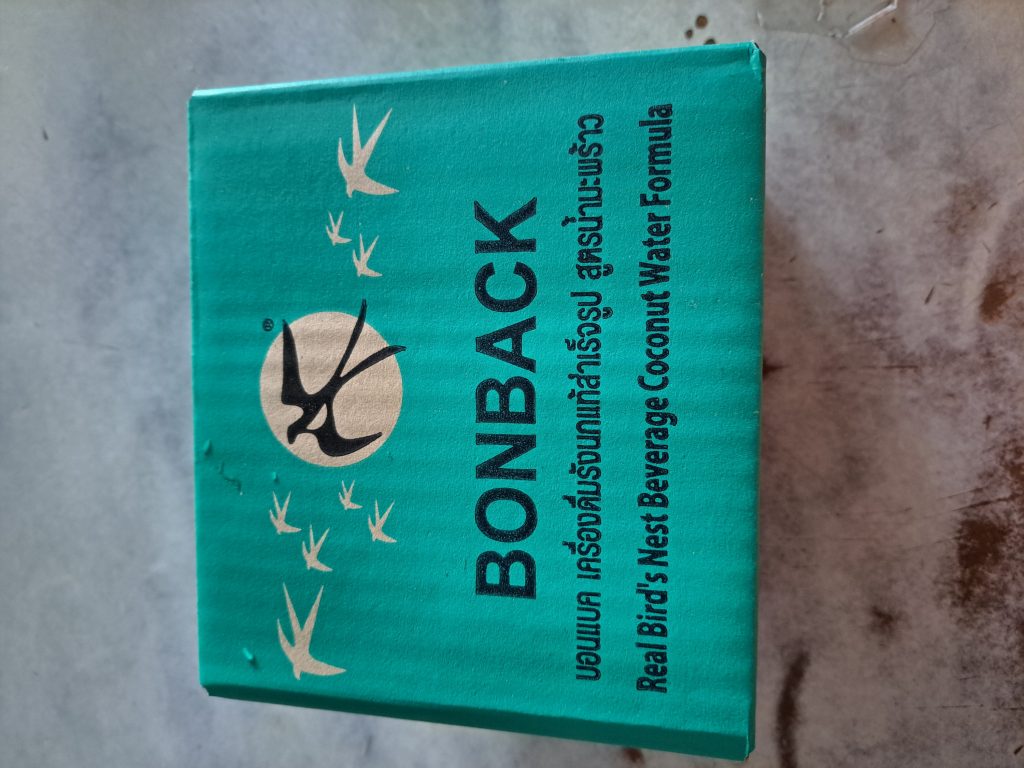 ®
BONBACK
บอนแบค เครื่องดื่มรังนกแท้สำเร็จรูป สูตรน้ำมะพร้าว
Real Bird's Nest Beverage Coconut Water Formula